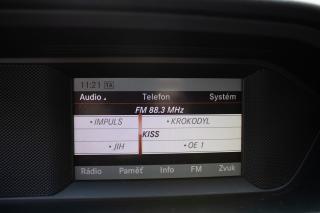 11:21 TA
Audio Telefon Systém
FM 88.3 MHz
• IMPULS • KROKODYL
KISS
• JIH • OE 1
Rádio Paměť Info FM Zvuk